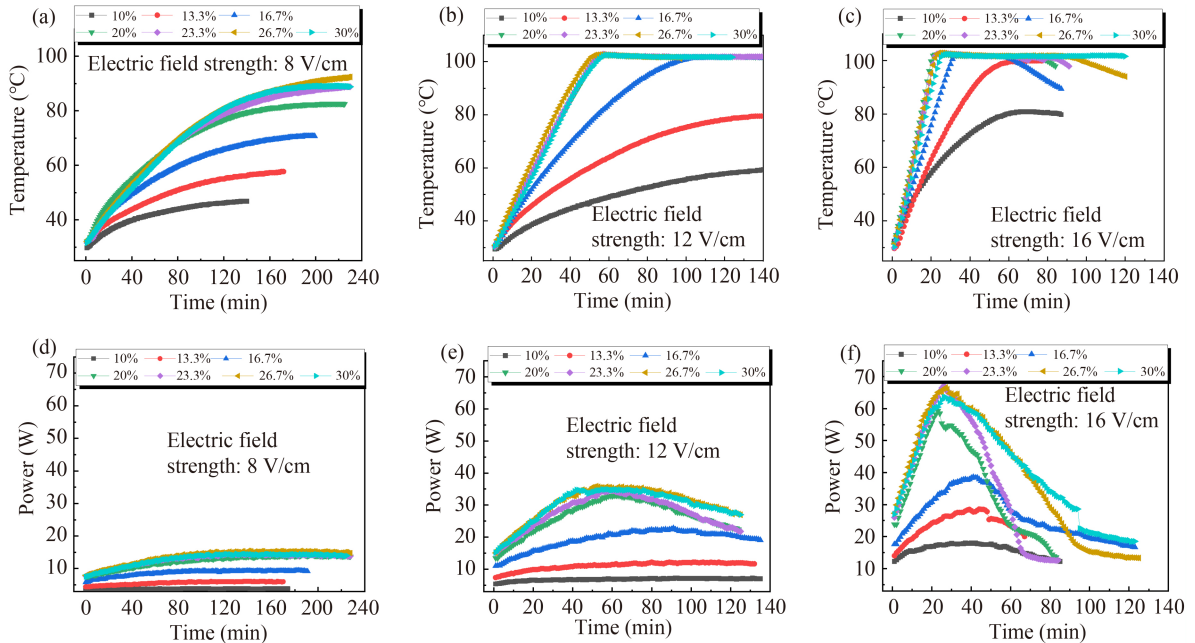 (a)
10% 13.3% 16.7%
20% 23.3% 26.7% 30%
Electric field strength: 8 V/cm
Temperature (℃)
100
80
60
40
0 40 80 120 160 200 240
Time (min)
(b)
10% 13.3% 16.7%
20% 23.3% 26.7% 30%
Temperature (℃)
100
80
60
40
Electric field
strength: 12 V/cm
0 20 40 60 80 100 120 140
Time (min)
(c)
10% 13.3% 16.7%
20% 23.3% 26.7% 30%
Temperature (℃)
100
80
60
40
Electric field
strength: 16 V/cm
0 20 40 60 80 100 120 140
Time (min)
(d)
10% 13.3% 16.7%
20% 23.3% 26.7% 30%
Electric field
strength: 8 V/cm
Power (W)
70
60
50
40
30
20
10
0 40 80 120 160 200 240
Time (min)
(e)
10% 13.3% 16.7%
20% 23.3% 26.7% 30%
Electric field
strength: 12 V/cm
Power (W)
70
60
50
40
30
20
10
0 20 40 60 80 100 120 140
Time (min)
(f)
10% 13.3% 16.7%
20% 23.3% 26.7% 30%
Electric field
strength: 16 V/cm
Power (W)
70
60
50
40
30
20
10
0 20 40 60 80 100 120 140
Time (min)